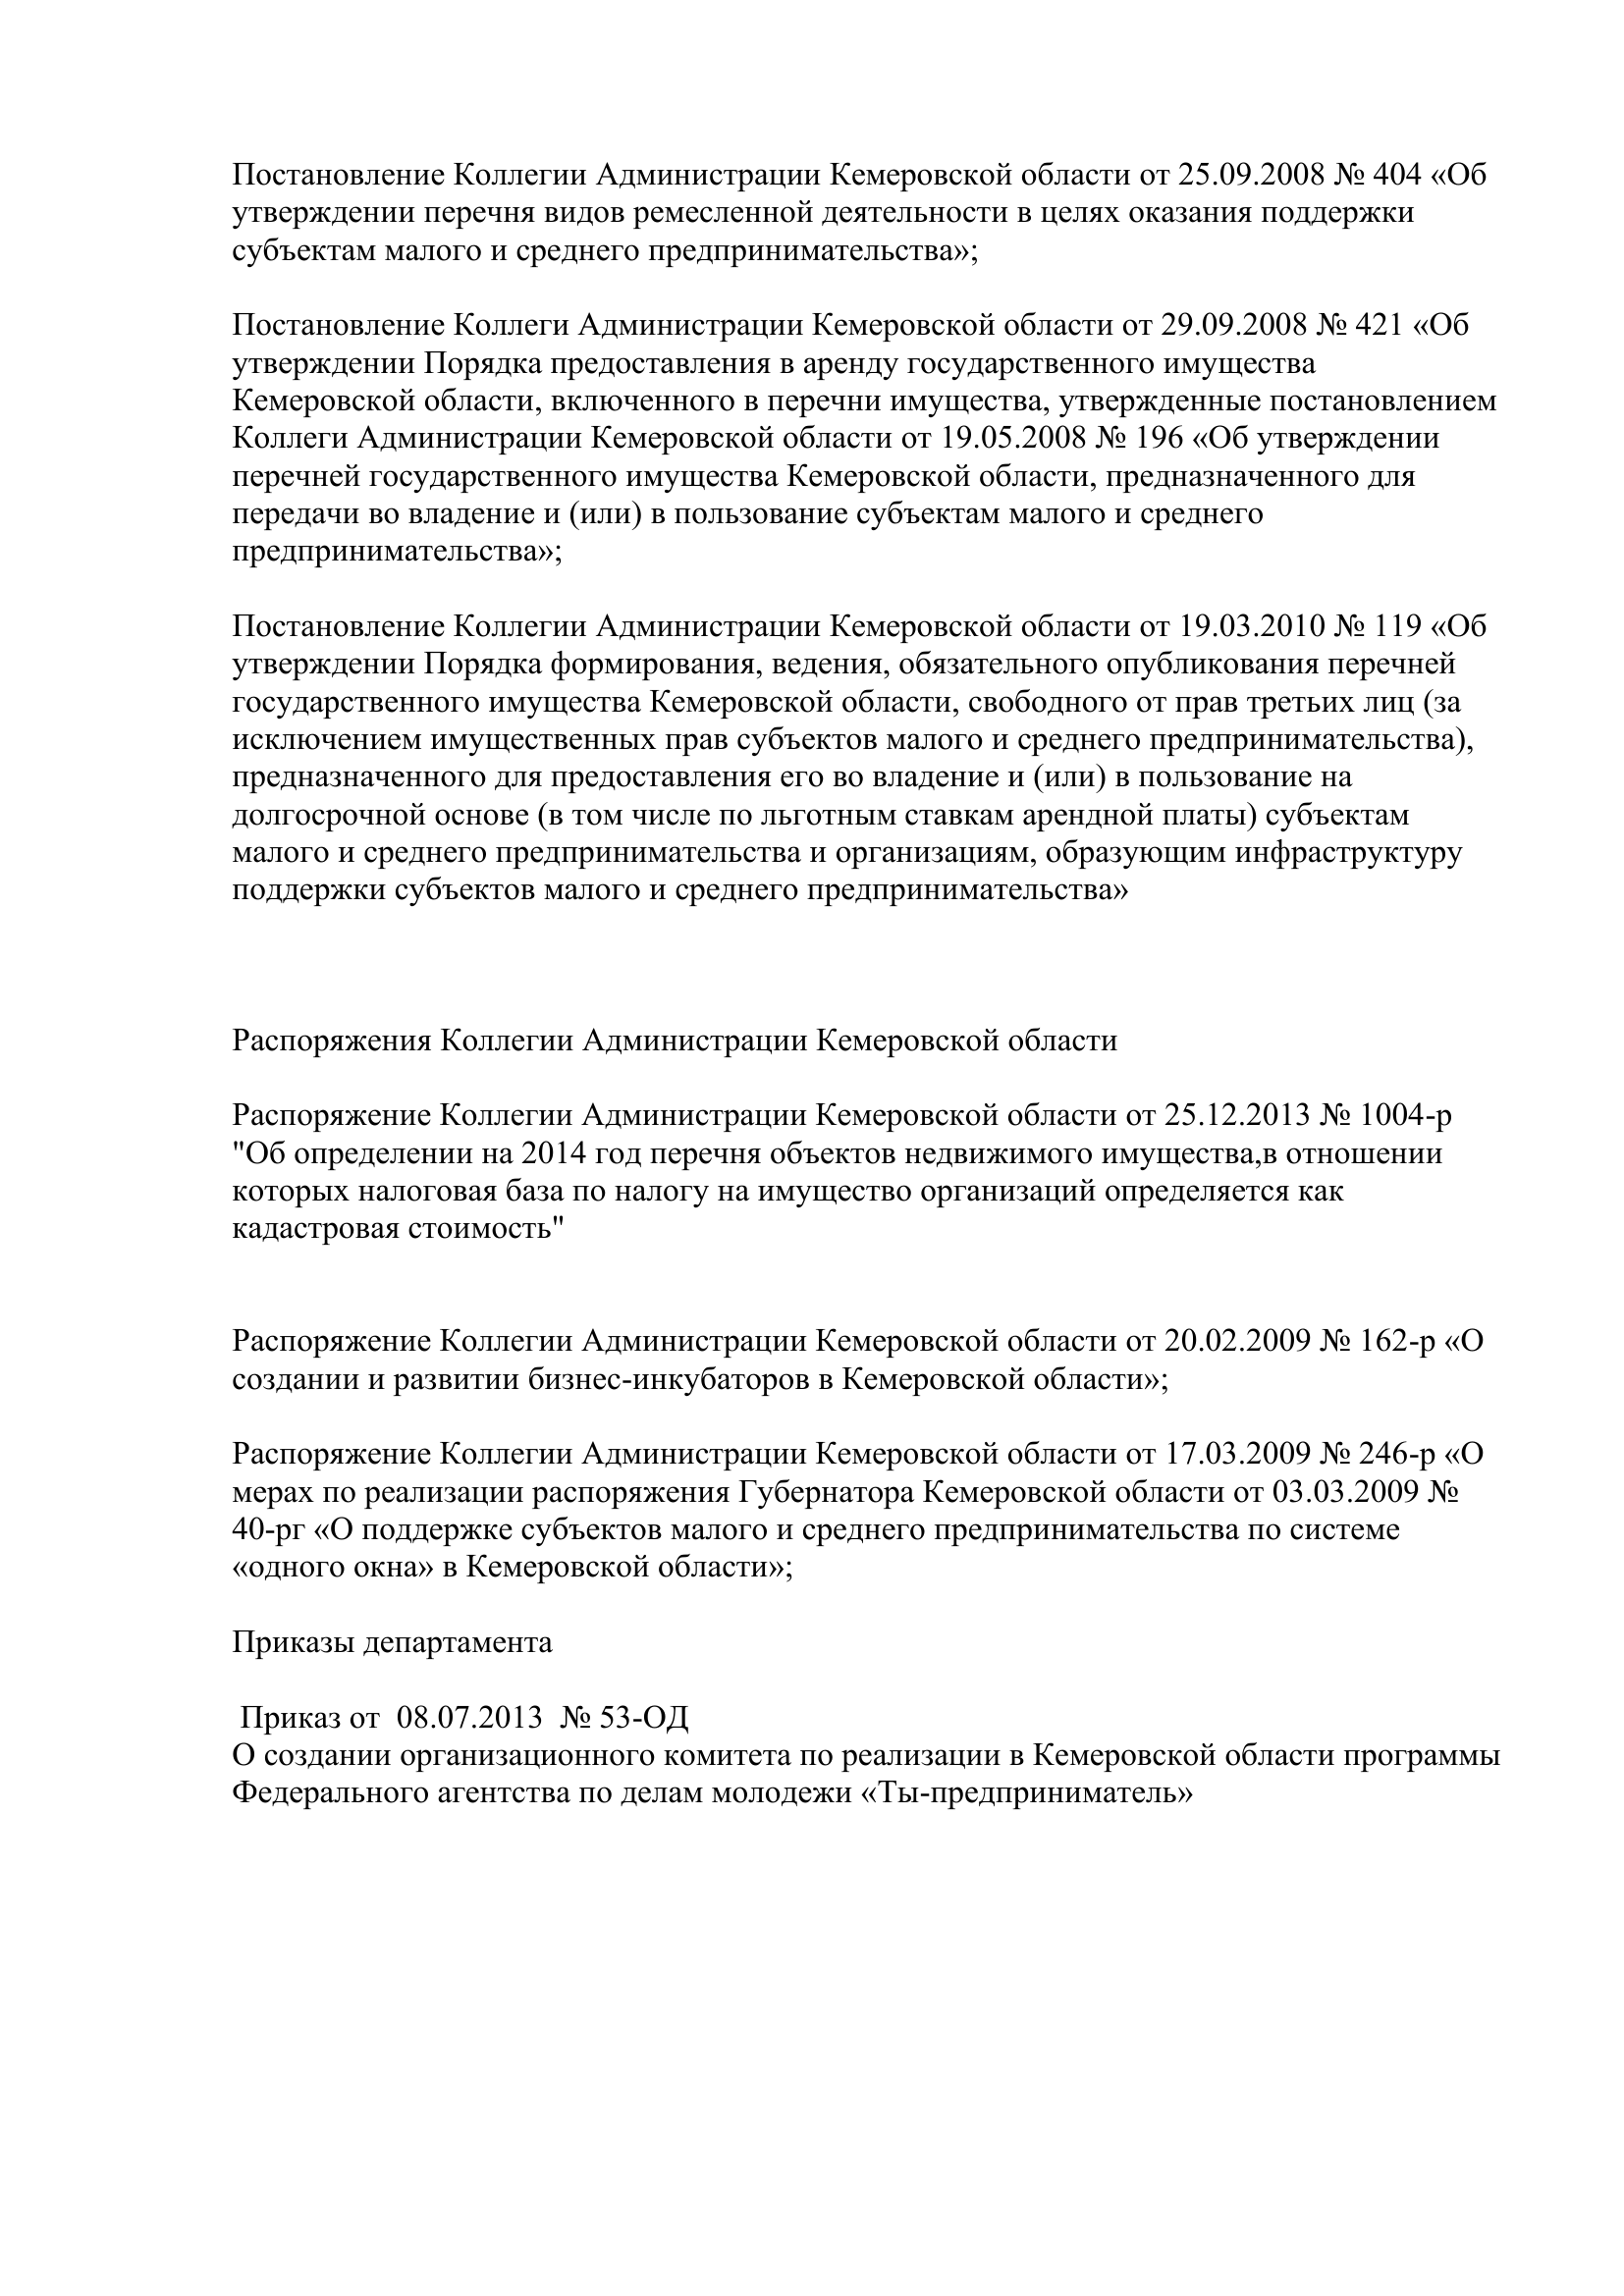 Постановление Коллегии Администрации Кемеровской области от 25.09.2008 № 404 «Об
утверждении перечня видов ремесленной деятельности в целях оказания поддержки
субъектам малого и среднего предпринимательства»;
Постановление Коллеги Администрации Кемеровской области от 29.09.2008 № 421 «Об
утверждении Порядка предоставления в аренду государственного имущества
Кемеровской области, включенного в перечни имущества, утвержденные постановлением
Коллеги Администрации Кемеровской области от 19.05.2008 № 196 «Об утверждении
перечней государственного имущества Кемеровской области, предназначенного для
передачи во владение и (или) в пользование субъектам малого и среднего
предпринимательства»;
Постановление Коллегии Администрации Кемеровской области от 19.03.2010 № 119 «Об
утверждении Порядка формирования, ведения, обязательного опубликования перечней
государственного имущества Кемеровской области, свободного от прав третьих лиц (за
исключением имущественных прав субъектов малого и среднего предпринимательства),
предназначенного для предоставления его во владение и (или) в пользование на
долгосрочной основе (в том числе по льготным ставкам арендной платы) субъектам
малого и среднего предпринимательства и организациям, образующим инфраструктуру
поддержки субъектов малого и среднего предпринимательства»
Распоряжения Коллегии Администрации Кемеровской области
Распоряжение Коллегии Администрации Кемеровской области от 25.12.2013 № 1004-р
"Об определении на 2014 год перечня объектов недвижимого имущества,в отношении
которых налоговая база по налогу на имущество организаций определяется как
кадастровая стоимость"
Распоряжение Коллегии Администрации Кемеровской области от 20.02.2009 № 162-р «О
создании и развитии бизнес-инкубаторов в Кемеровской области»;
Распоряжение Коллегии Администрации Кемеровской области от 17.03.2009 № 246-р «О
мерах по реализации распоряжения Губернатора Кемеровской области от 03.03.2009 №
40-рг «О поддержке субъектов малого и среднего предпринимательства по системе
«одного окна» в Кемеровской области»;
Приказы департамента
Приказ от  08.07.2013  № 53-ОД
О создании организационного комитета по реализации в Кемеровской области программы
Федерального агентства по делам молодежи «Ты-предприниматель»